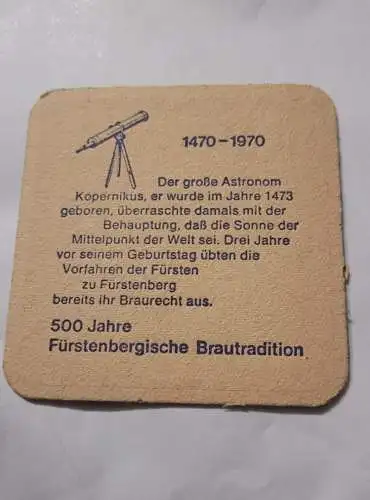 1470-1970
Der große Astronom
Kopernikus, er wurde im Jahre 1473
geboren, überraschte damals mit der
Behauptung, daß die Sonne der
Mittelpunkt der Welt sei. Drei Jahre
vor seinem Geburtstag übten die
Vorfahren der Fürsten
zu Fürstenberg
bereits ihr Braurecht aus.
500 Jahre
Fürstenbergische Brautradition